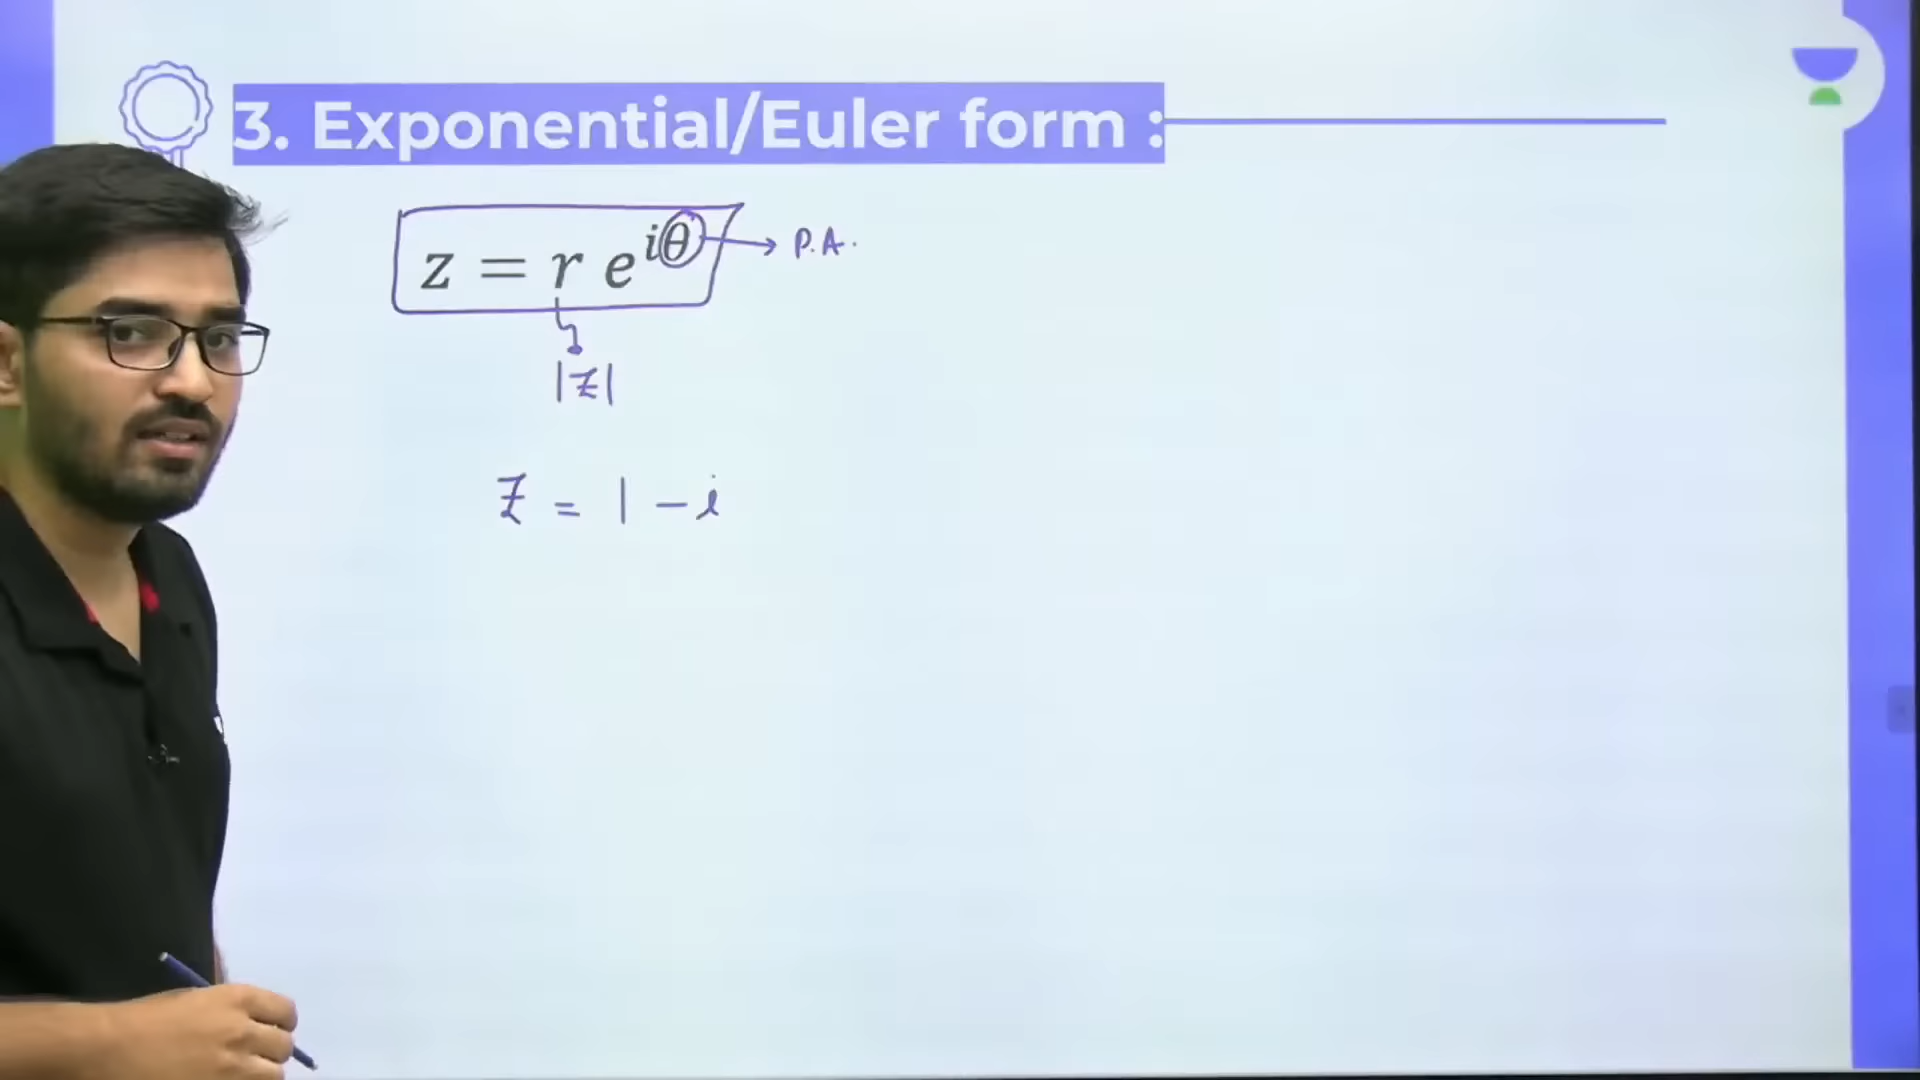 3. Exponential/Euler form :
z = r e^{iθ} → P.A.
|z|
z = 1 - i